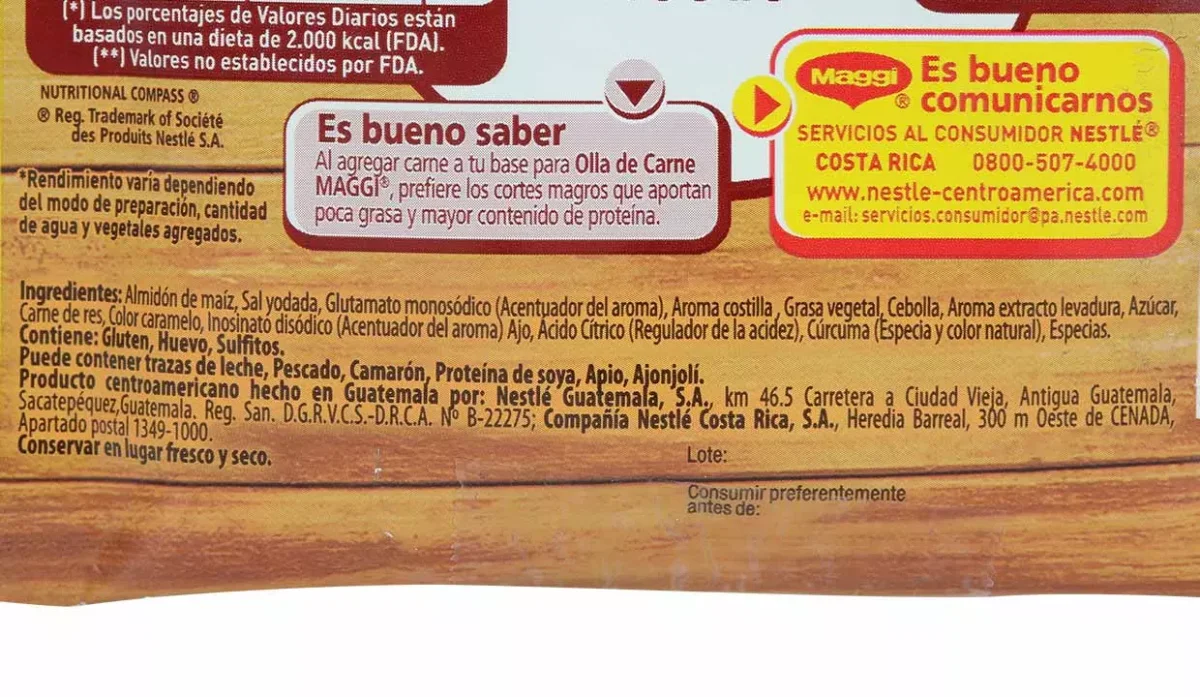 (*) Los porcentajes de Valores Diarios están
basados en una dieta de 2.000 kcal (FDA).
(**) Valores no establecidos por FDA.
NUTRITIONAL COMPASS ®
® Reg. Trademark of Société
des Produits Nestlé S.A.
*Rendimiento varía dependiendo
del modo de preparación, cantidad
de agua y vegetales agregados.
Es bueno saber
Al agregar carne a tu base para Olla de Carne
MAGGI®, prefiere los cortes magros que aportan
poca grasa y mayor contenido de proteína.
Maggi ® Es bueno
comunicarnos
SERVICIOS AL CONSUMIDOR NESTLÉ®
COSTA RICA 0800-507-4000
www.nestle-centroamerica.com
e-mail: servicios.consumidor@pa.nestle.com
Ingredientes: Almidón de maíz, Sal yodada, Glutamato monosódico (Acentuador del aroma), Aroma costilla, Grasa vegetal, Cebolla, Aroma extracto levadura, Azúcar,
Carne de res, Color caramelo, Inosinato disódico (Acentuador del aroma) Ajo, Ácido Cítrico (Regulador de la acidez), Cúrcuma (Especia y color natural), Especias.
Contiene: Gluten, Huevo, Sulfitos.
Puede contener trazas de leche, Pescado, Camarón, Proteína de soya, Apio, Ajonjolí.
Producto centroamericano hecho en Guatemala por: Nestlé Guatemala, S.A., km 46.5 Carretera a Ciudad Vieja, Antigua Guatemala,
Sacatepéquez,Guatemala. Reg. San. D.G.R.V.C.S.-D.R.C.A. Nº B-22275; Compañía Nestlé Costa Rica, S.A., Heredia Barreal, 300 m Oeste de CENADA,
Apartado postal 1349-1000.
Conservar en lugar fresco y seco.
Lote:
Consumir preferentemente
antes de: